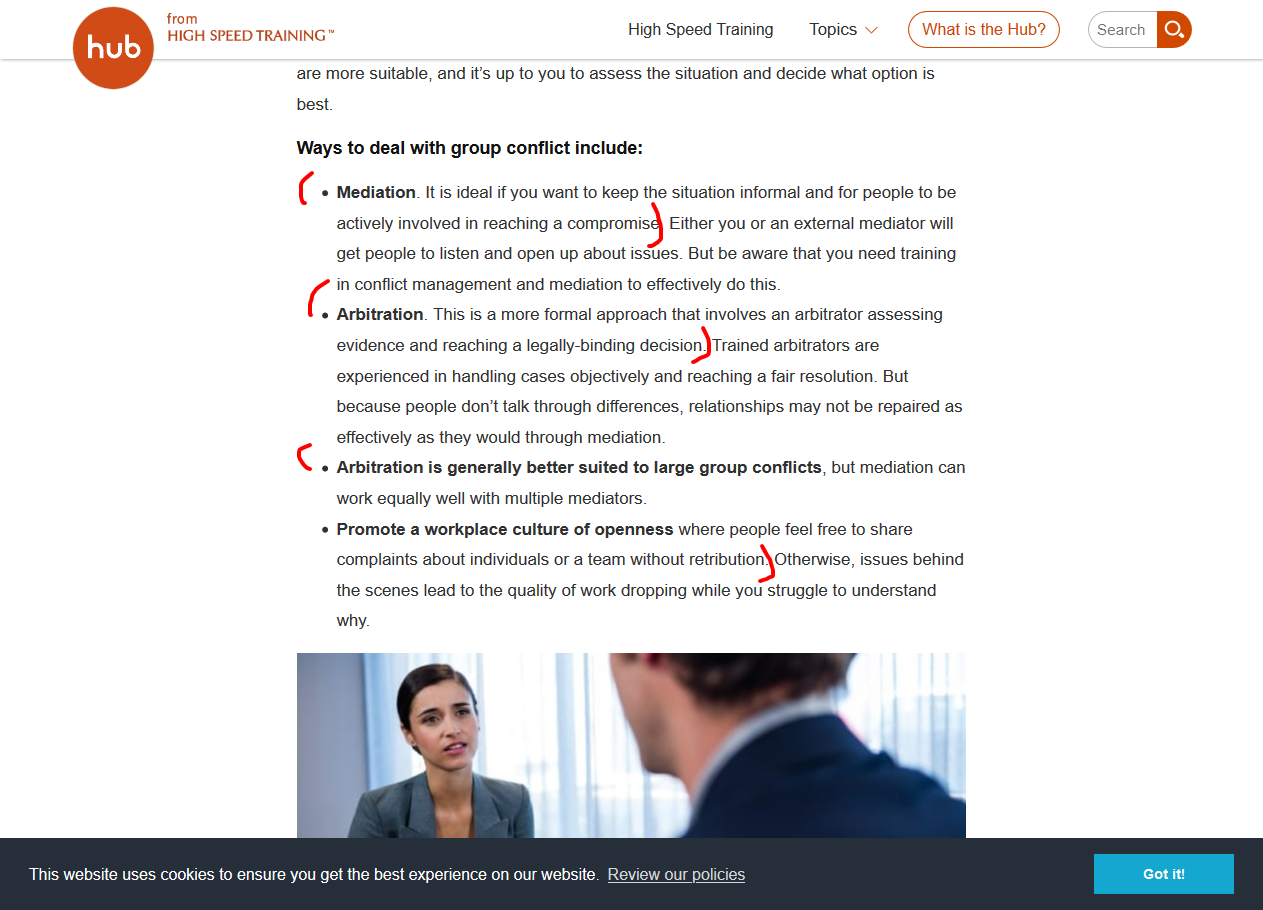 hub
from
HIGH SPEED TRAINING™
High Speed Training
Topics
What is the Hub?
Search
are more suitable, and it’s up to you to assess the situation and decide what option is
best.
Ways to deal with group conflict include:
• Mediation. It is ideal if you want to keep the situation informal and for people to be
actively involved in reaching a compromise. Either you or an external mediator will
get people to listen and open up about issues. But be aware that you need training
in conflict management and mediation to effectively do this.
• Arbitration. This is a more formal approach that involves an arbitrator assessing
evidence and reaching a legally-binding decision. Trained arbitrators are
experienced in handling cases objectively and reaching a fair resolution. But
because people don’t talk through differences, relationships may not be repaired as
effectively as they would through mediation.
• Arbitration is generally better suited to large group conflicts, but mediation can
work equally well with multiple mediators.
• Promote a workplace culture of openness where people feel free to share
complaints about individuals or a team without retribution. Otherwise, issues behind
the scenes lead to the quality of work dropping while you struggle to understand
why.
This website uses cookies to ensure you get the best experience on our website. Review our policies
Got it!